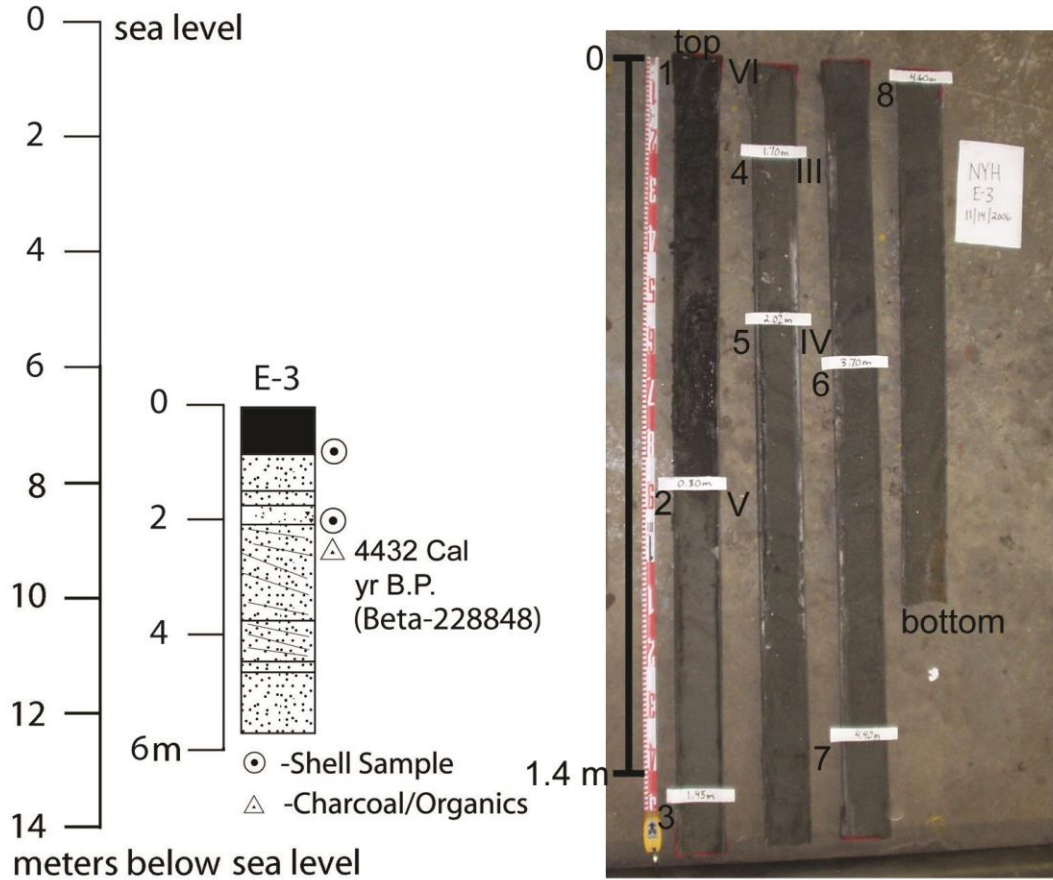 0
sea level
2
4
6
8
10
12
14
meters below sea level
E-3
0
2
4
6m
4432 Cal
yr B.P.
(Beta-228848)
-Shell Sample
-Charcoal/Organics
0
1.4 m
top
1
VI
2
0.80m
V
3
1.45m
4
1.70m
III
5
2.02m
IV
6
3.70m
7
4.40m
8
4.60m
bottom
NYH
E-3
11/14/2006